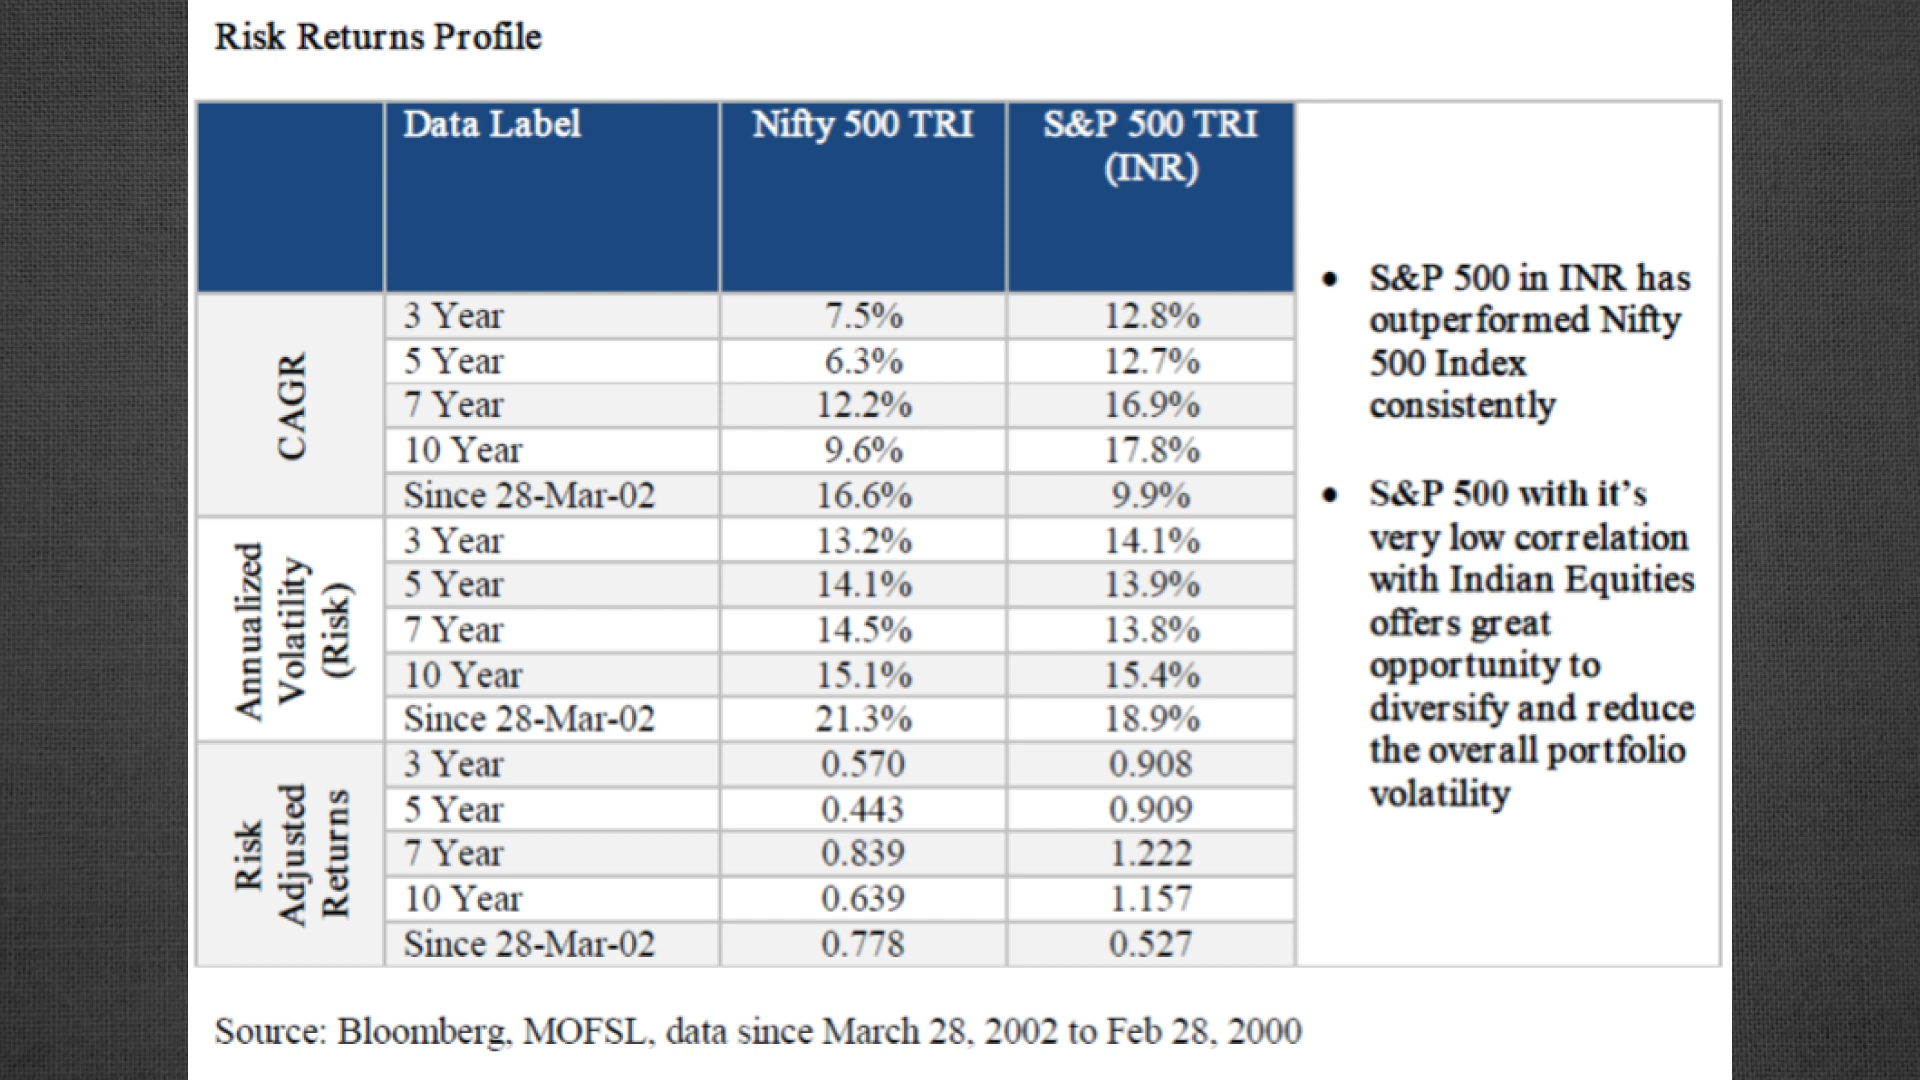 Risk Returns Profile
Data Label Nifty 500 TRI S&P 500 TRI
(INR)
CAGR
3 Year 7.5% 12.8%
5 Year 6.3% 12.7%
7 Year 12.2% 16.9%
10 Year 9.6% 17.8%
Since 28-Mar-02 16.6% 9.9%
Annualized
Volatility
(Risk)
3 Year 13.2% 14.1%
5 Year 14.1% 13.9%
7 Year 14.5% 13.8%
10 Year 15.1% 15.4%
Since 28-Mar-02 21.3% 18.9%
Risk
Adjusted
Returns
3 Year 0.570 0.908
5 Year 0.443 0.909
7 Year 0.839 1.222
10 Year 0.639 1.157
Since 28-Mar-02 0.778 0.527
• S&P 500 in INR has
outperformed Nifty
500 Index
consistently
• S&P 500 with it’s
very low correlation
with Indian Equities
offers great
opportunity to
diversify and reduce
the overall portfolio
volatility
Source: Bloomberg, MOFSL, data since March 28, 2002 to Feb 28, 2000